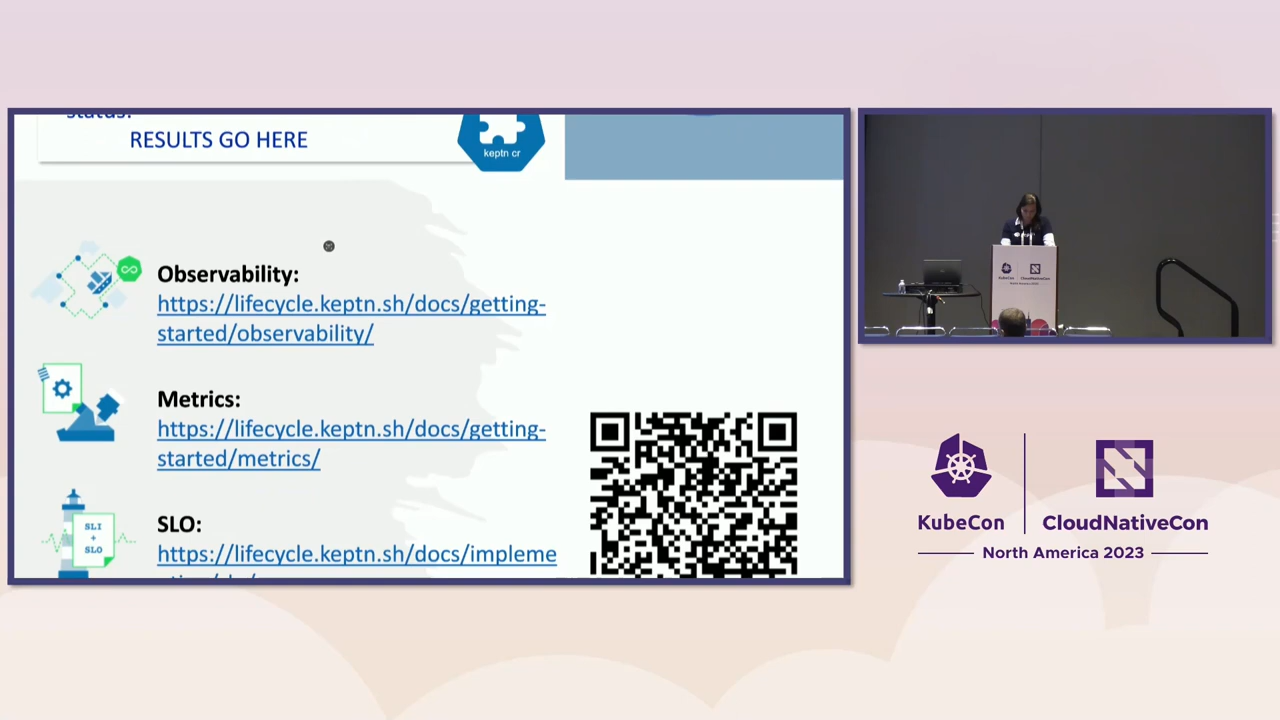 status:
RESULTS GO HERE
keptn cr
Observability:
https://lifecycle.keptn.sh/docs/getting-
started/observability/
Metrics:
https://lifecycle.keptn.sh/docs/getting-
started/metrics/
SLI
+
SLO
SLO:
https://lifecycle.keptn.sh/docs/impleme
KubeCon
CloudNativeCon
North America 2023